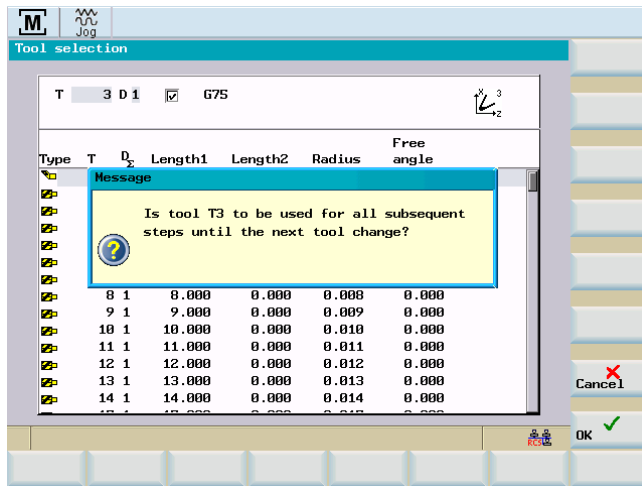 M
Jog
Tool selection
T 3 D 1 G75
X 3
Z
Free
Type T DΣ Length1 Length2 Radius angle
Message
Is tool T3 to be used for all subsequent
steps until the next tool change?
8 1 8.000 0.000 0.008 0.000
9 1 9.000 0.000 0.009 0.000
10 1 10.000 0.000 0.010 0.000
11 1 11.000 0.000 0.011 0.000
12 1 12.000 0.000 0.012 0.000
13 1 13.000 0.000 0.013 0.000
14 1 14.000 0.000 0.014 0.000
Cancel
OK
RCS